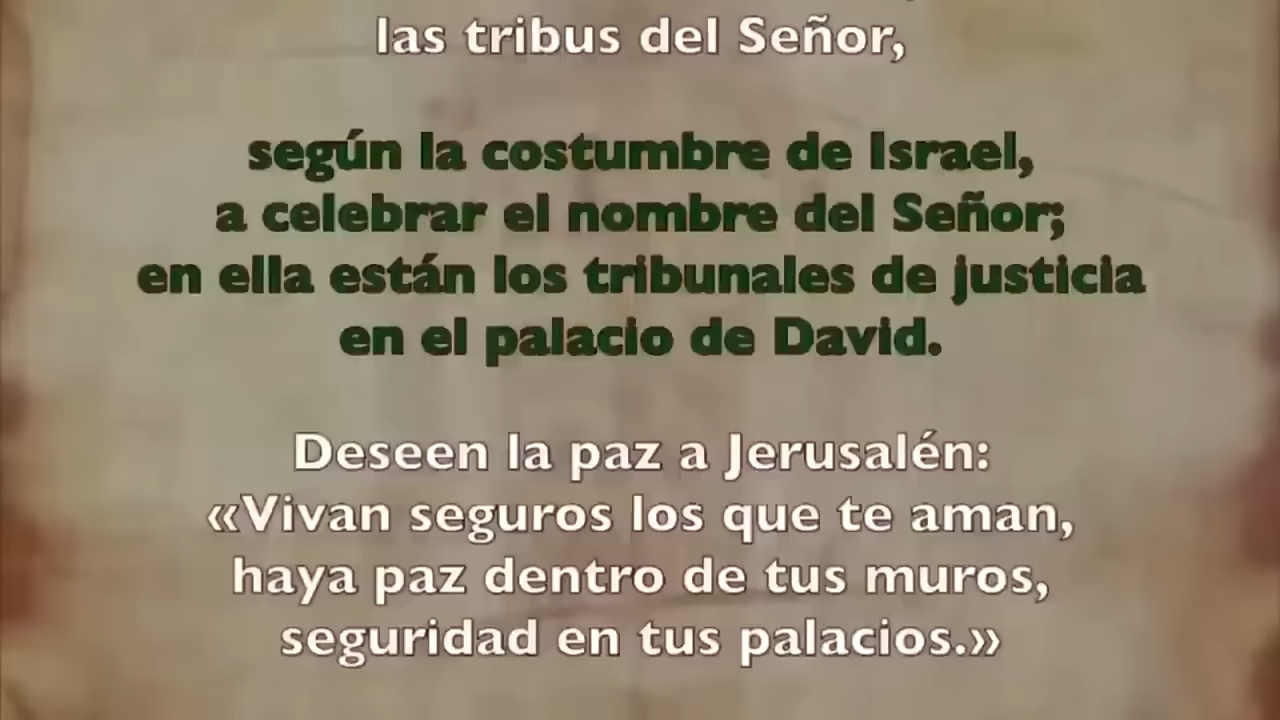 las tribus del Señor,
según la costumbre de Israel,
a celebrar el nombre del Señor;
en ella están los tribunales de justicia
en el palacio de David.
Deseen la paz a Jerusalén:
«Vivan seguros los que te aman,
haya paz dentro de tus muros,
seguridad en tus palacios.»